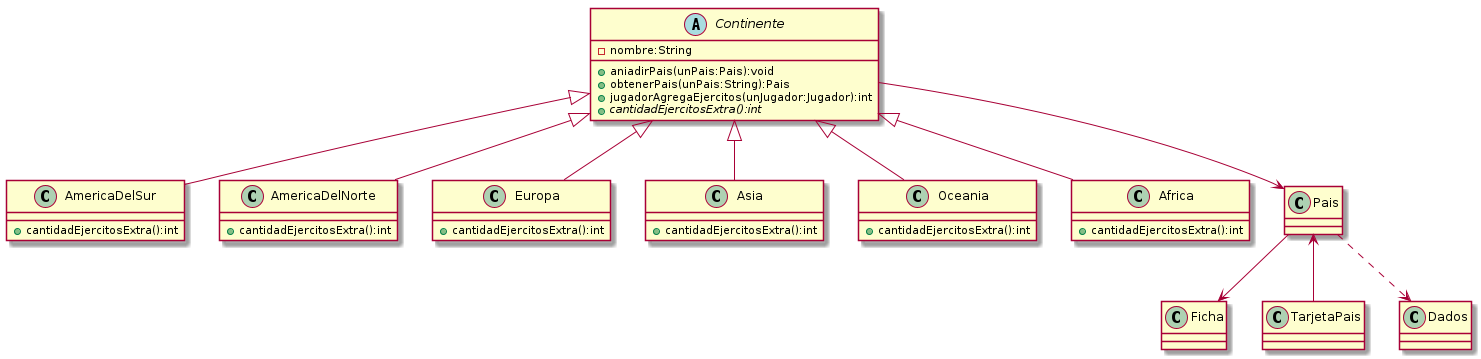 A Continente
nombre:String
aniadirPais(unPais:Pais):void
obtenerPais(unPais:String):Pais
jugadorAgregaEjercitos(unJugador:Jugador):int
cantidadEjercitosExtra():int
C AmericaDelSur
cantidadEjercitosExtra():int
C AmericaDelNorte
cantidadEjercitosExtra():int
C Europa
cantidadEjercitosExtra():int
C Asia
cantidadEjercitosExtra():int
C Oceania
cantidadEjercitosExtra():int
C Africa
cantidadEjercitosExtra():int
C Pais
C Ficha
C TarjetaPais
C Dados